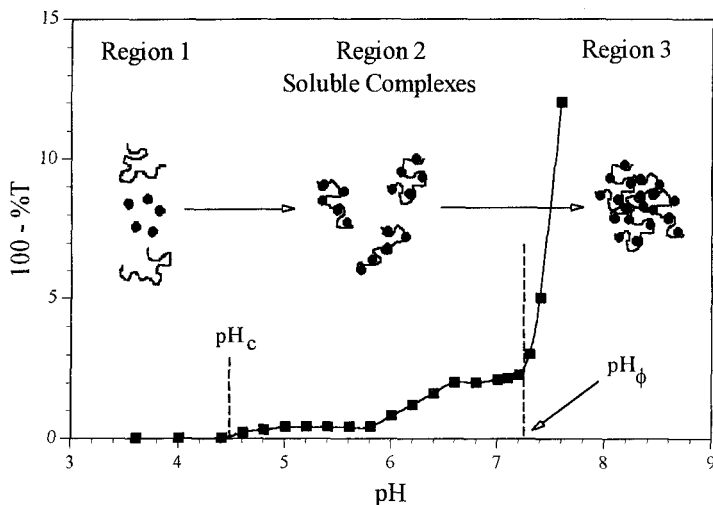 Region 1
Region 2
Region 3
Soluble Complexes
15
10
5
0
100 - %T
pHc
pHϕ
3
4
5
6
7
8
9
pH